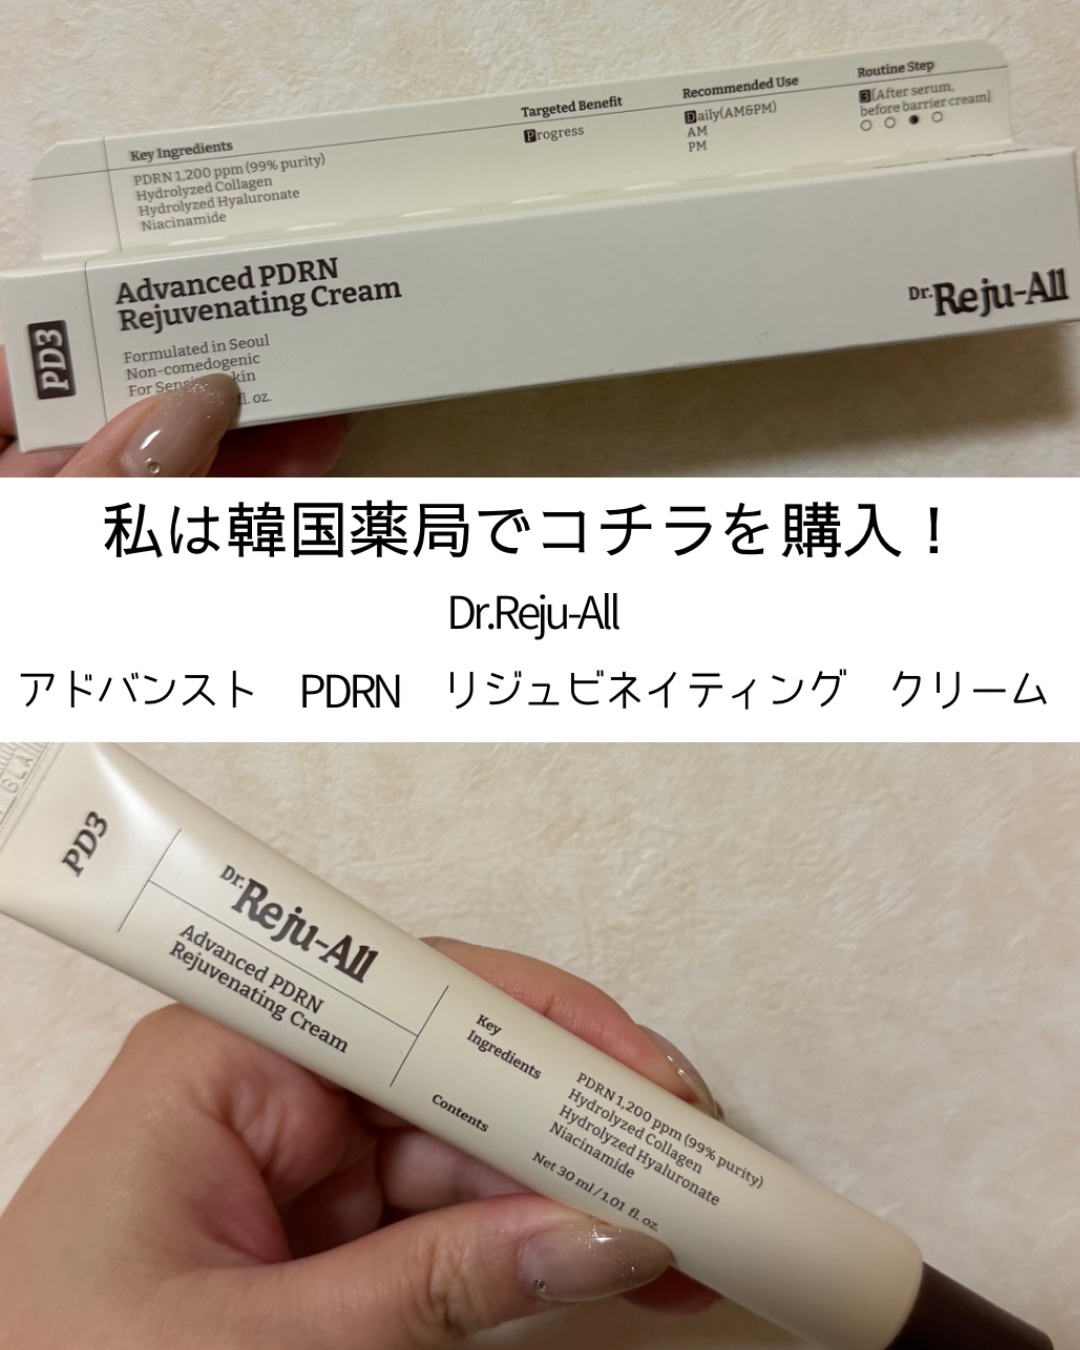 Key Ingredients
PDRN 1,200 ppm (99% purity)
Hydrolyzed Collagen
Hydrolyzed Hyaluronate
Niacinamide
Targeted Benefit
Progress
Recommended Use
Daily(AM&PM)
AM
PM
Routine Step
3(After serum,
before barrier cream)
PD3
Advanced PDRN
Rejuvenating Cream
Formulated in Seoul
Non-comedogenic
For
fl. oz.
Dr.Reju-All
私は韓国薬局でコチラを購入！
Dr.Reju-All
アドバンスト　PDRN　リジュビネイティング　クリーム
PD3
Dr.Reju-All
Advanced PDRN
Rejuvenating Cream
Key
Ingredients
PDRN 1,200 ppm (99% purity)
Hydrolyzed Collagen
Hydrolyzed Hyaluronate
Niacinamide
Contents
Net 30 ml / 1.01 fl. oz.